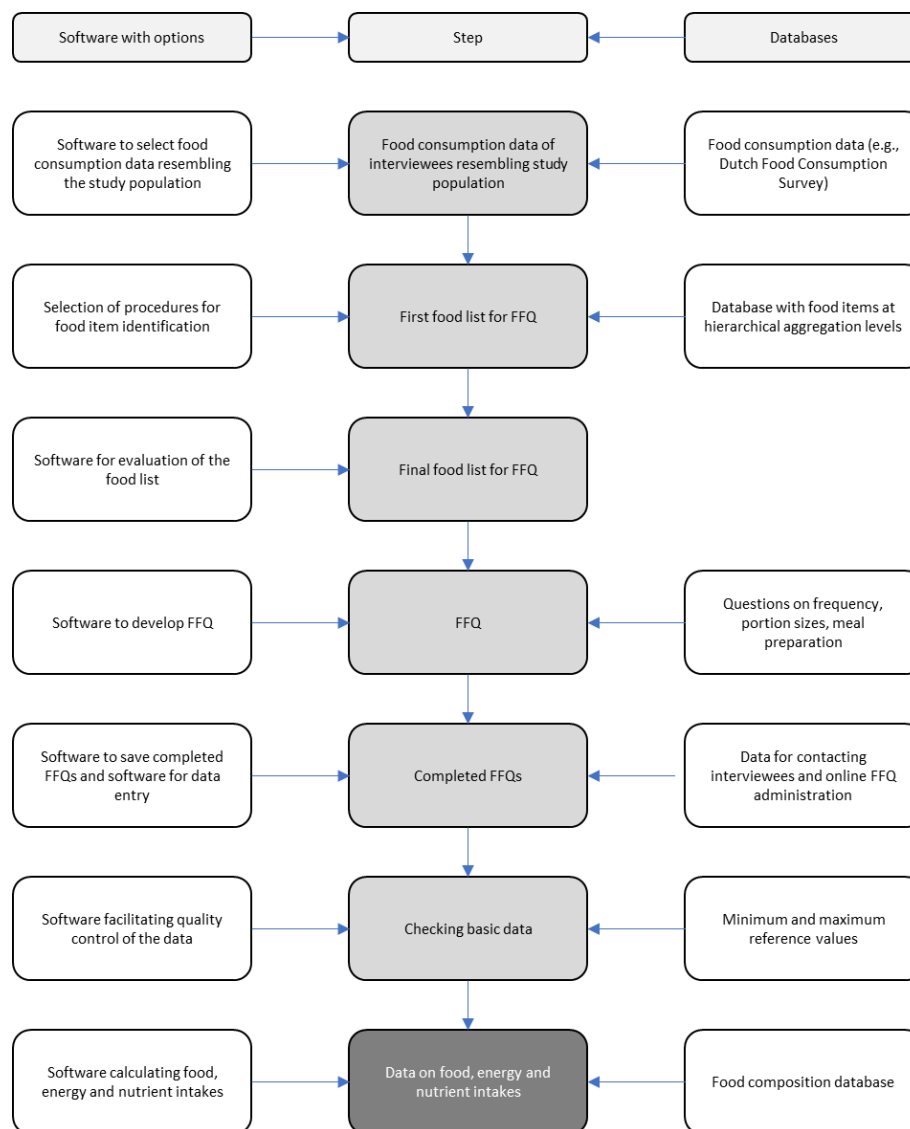 Software with options
Step
Databases
Software to select food
consumption data resembling
the study population
Food consumption data of
interviewees resembling study
population
Food consumption data (e.g.,
Dutch Food Consumption
Survey)
Selection of procedures for
food item identification
First food list for FFQ
Database with food items at
hierarchical aggregation levels
Software for evaluation of the
food list
Final food list for FFQ
Software to develop FFQ
FFQ
Questions on frequency,
portion sizes, meal
preparation
Software to save completed
FFQs and software for data
entry
Completed FFQs
Data for contacting
interviewees and online FFQ
administration
Software facilitating quality
control of the data
Checking basic data
Minimum and maximum
reference values
Software calculating food,
energy and nutrient intakes
Data on food, energy and
nutrient intakes
Food composition database